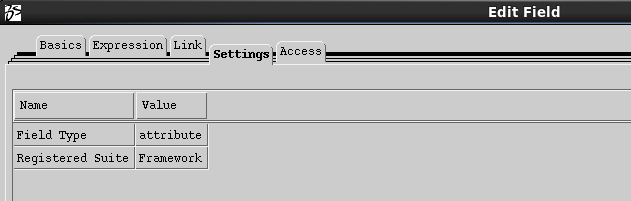 Edit Field
Basics Expression Link Settings Access
Name Value
Field Type attribute
Registered Suite Framework